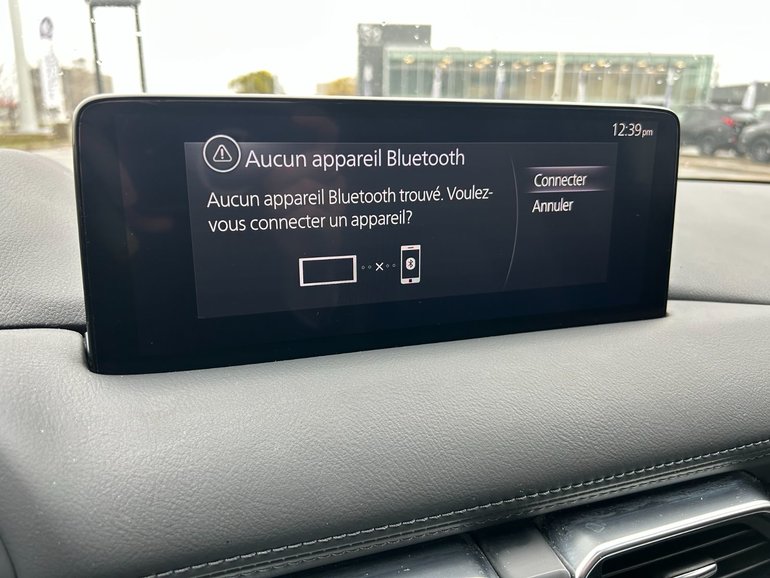 12:39pm
Aucun appareil Bluetooth
Aucun appareil Bluetooth trouvé. Voulez-
vous connecter un appareil?
Connecter
Annuler